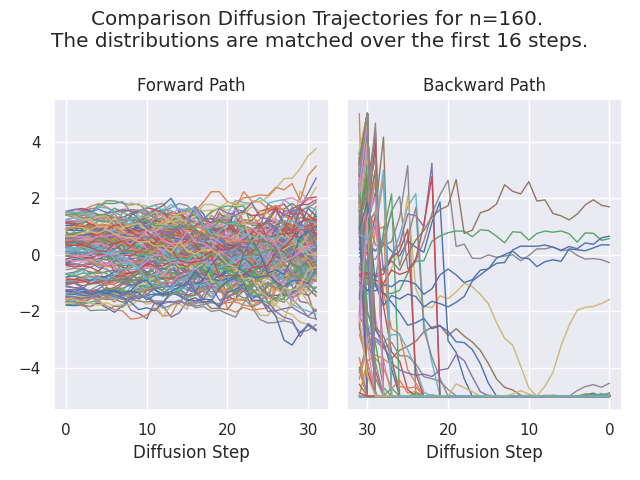 Comparison Diffusion Trajectories for n=160.
The distributions are matched over the first 16 steps.
Forward Path
Backward Path
4
2
0
−2
−4
0
10
20
30
30
20
10
0
Diffusion Step
Diffusion Step